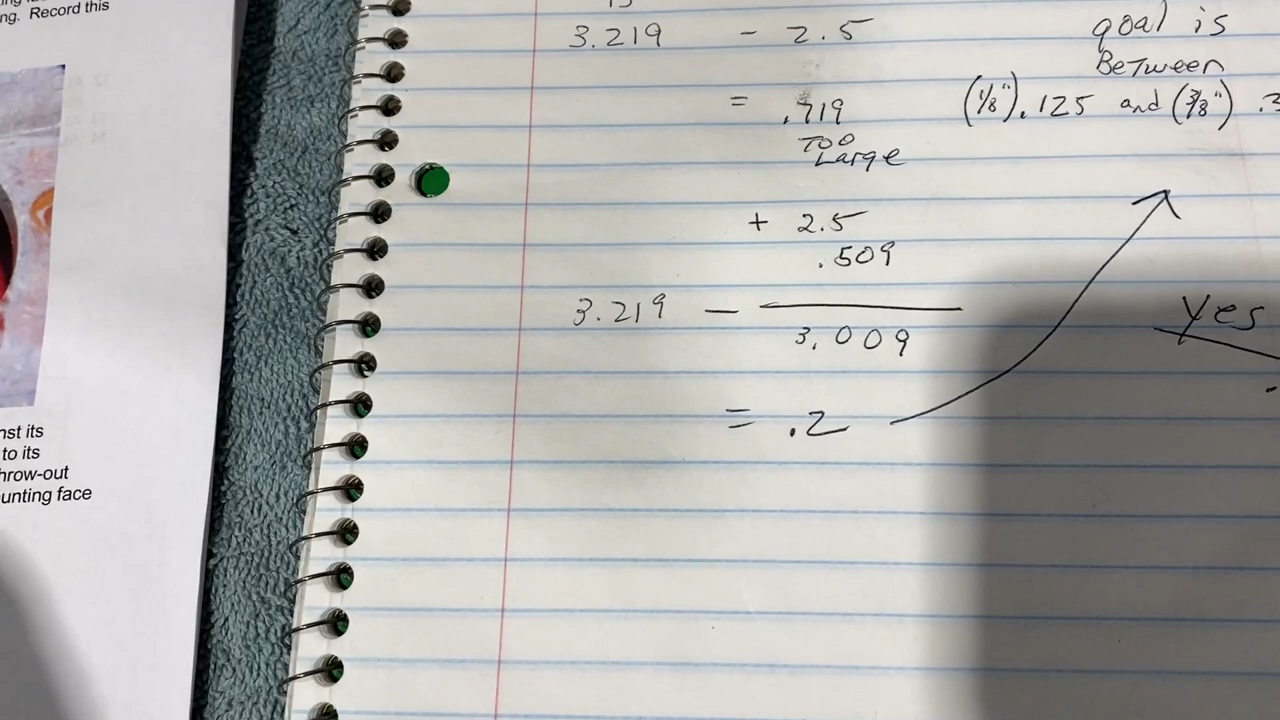 ng. Record this
3.219 - 2.5
goal is
Between
= .719
(1/8") .125 and (3/8")
Too
Large
+ 2.5
.509
3.219 —
3.009
yes
= .2
nst its
to its
hrow-out
unting face